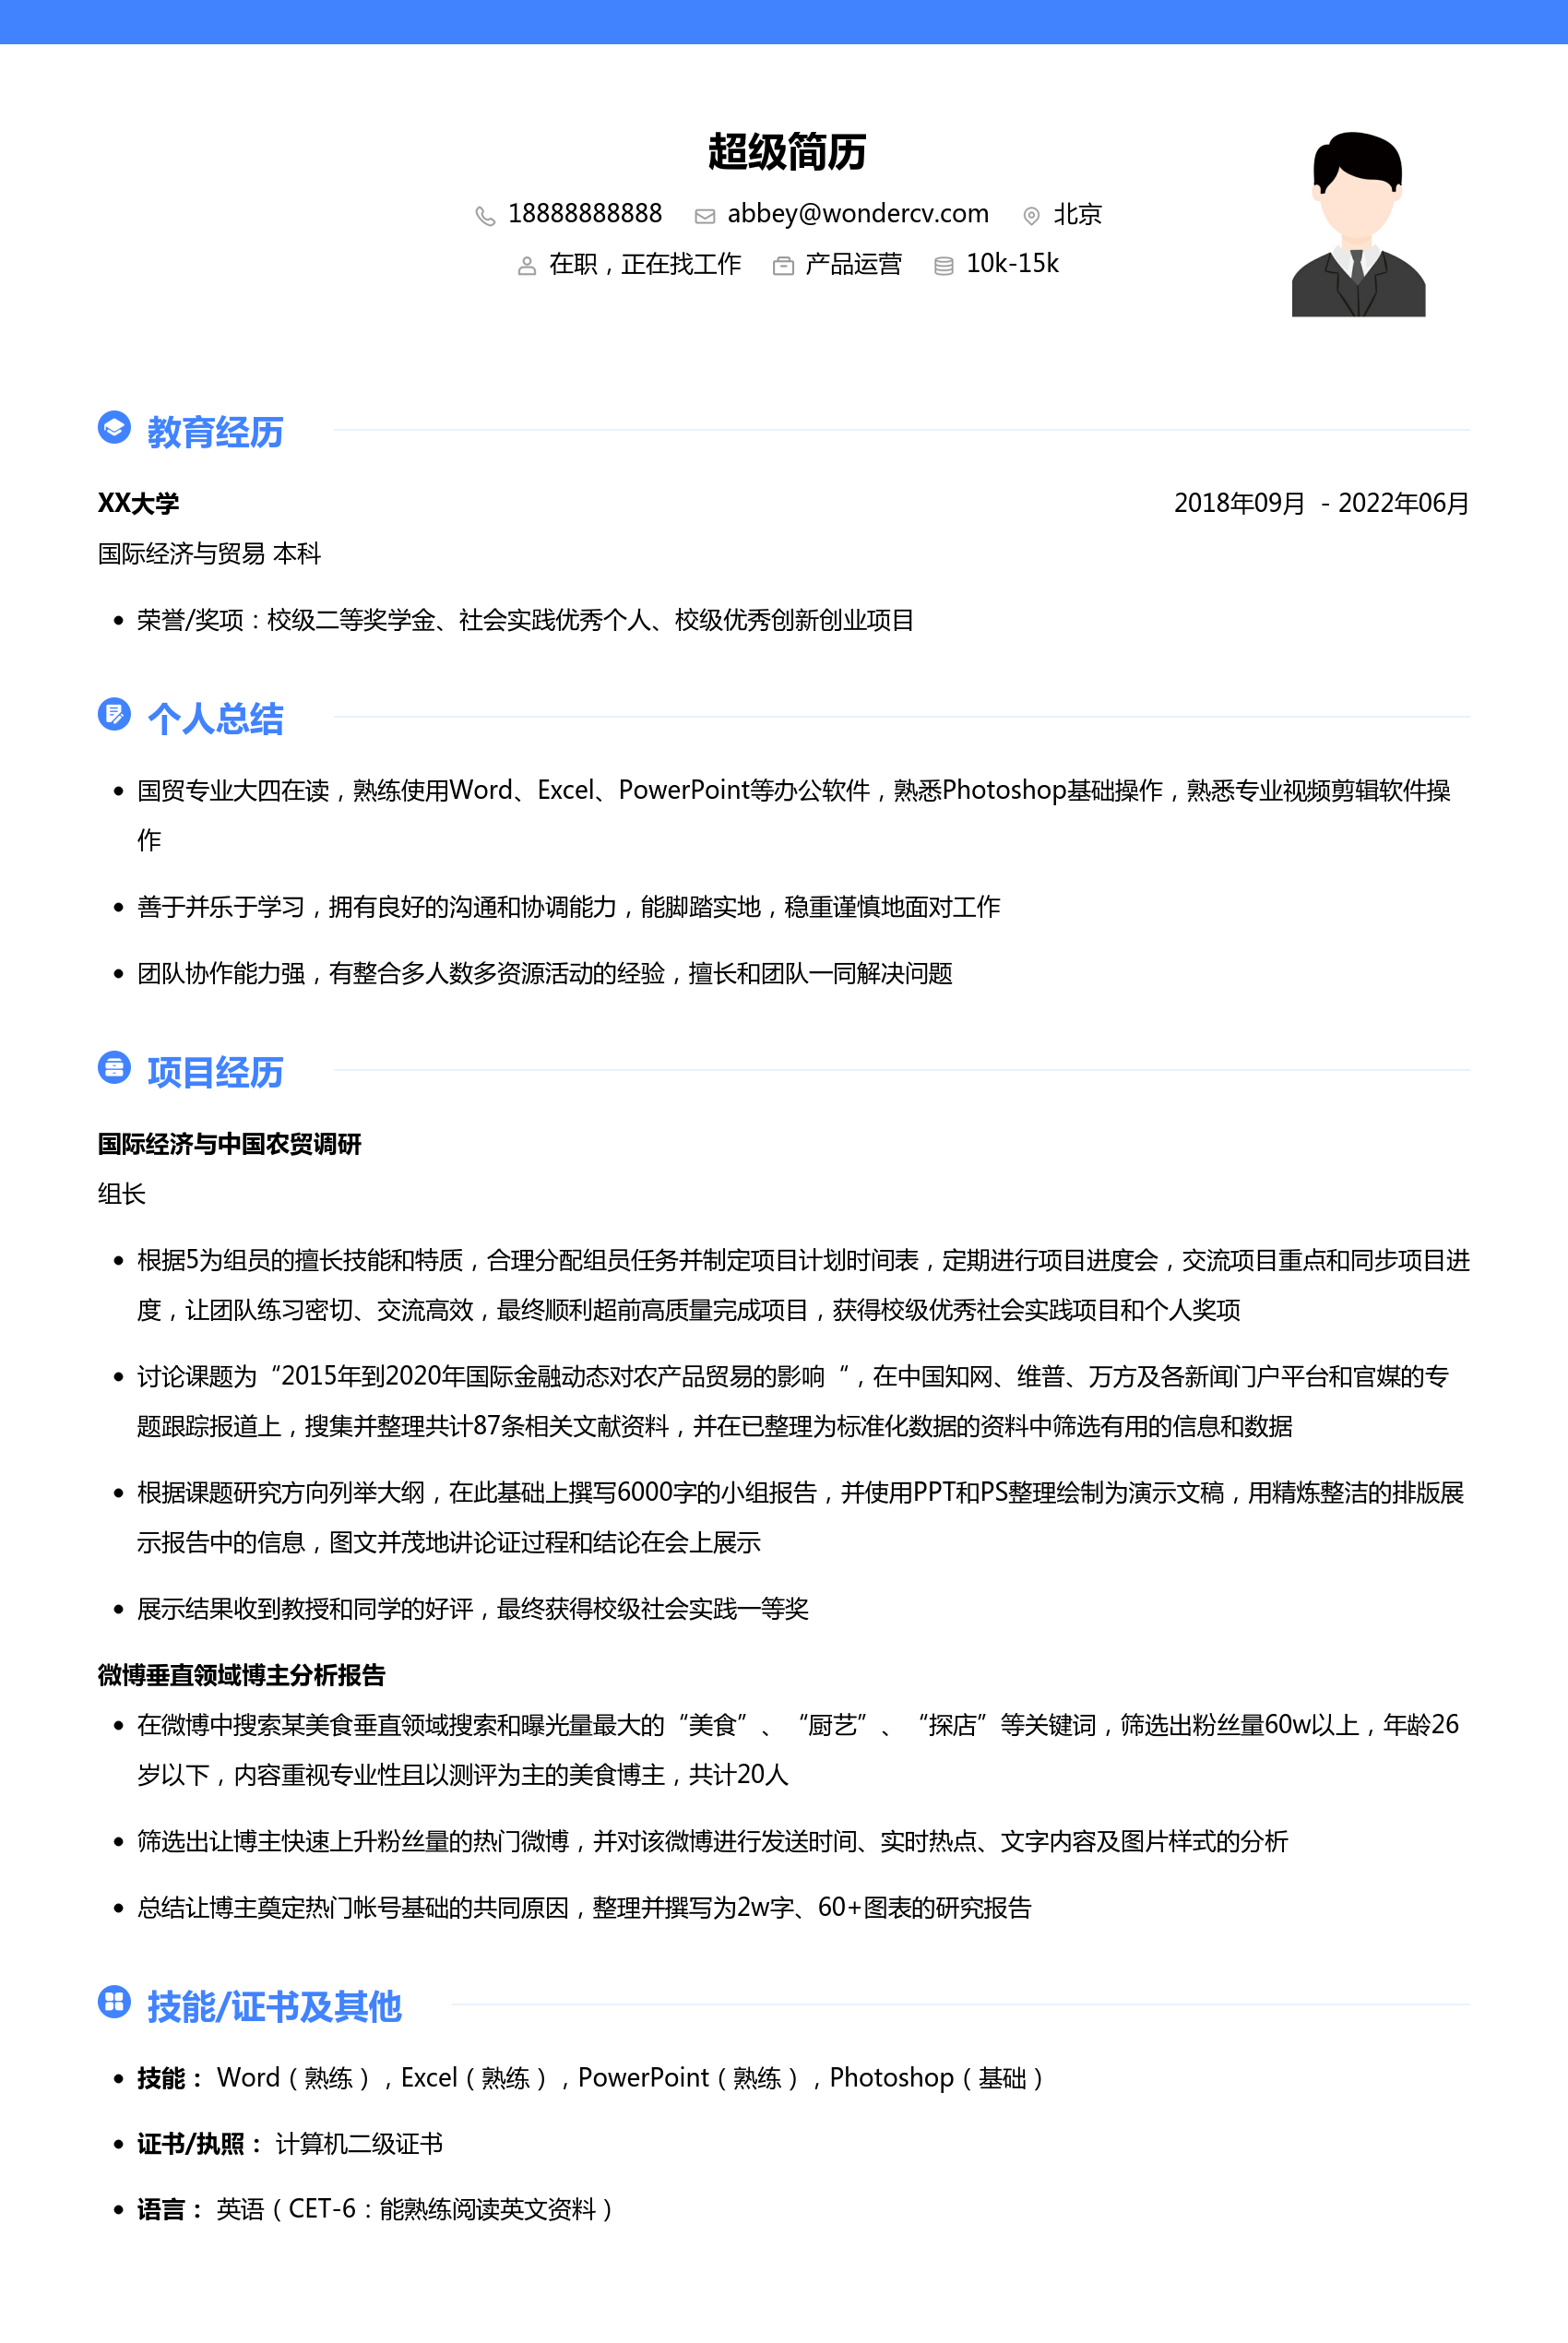 超级简历
18888888888 abbey@wondercv.com 北京
在职，正在找工作 产品运营 10k-15k
教育经历
XX大学 2018年09月 - 2022年06月
国际经济与贸易 本科
荣誉/奖项：校级二等奖学金、社会实践优秀个人、校级优秀创新创业项目
个人总结
国贸专业大四在读，熟练使用Word、Excel、PowerPoint等办公软件，熟悉Photoshop基础操作，熟悉专业视频剪辑软件操
作
善于并乐于学习，拥有良好的沟通和协调能力，能脚踏实地，稳重谨慎地面对工作
团队协作能力强，有整合多人数多资源活动的经验，擅长和团队一同解决问题
项目经历
国际经济与中国农贸调研
组长
根据5为组员的擅长技能和特质，合理分配组员任务并制定项目计划时间表，定期进行项目进度会，交流项目重点和同步项目进
度，让团队练习密切、交流高效，最终顺利超前高质量完成项目，获得校级优秀社会实践项目和个人奖项
讨论课题为“2015年到2020年国际金融动态对农产品贸易的影响“，在中国知网、维普、万方及各新闻门户平台和官媒的专
题跟踪报道上，搜集并整理共计87条相关文献资料，并在已整理为标准化数据的资料中筛选有用的信息和数据
根据课题研究方向列举大纲，在此基础上撰写6000字的小组报告，并使用PPT和PS整理绘制为演示文稿，用精炼整洁的排版展
示报告中的信息，图文并茂地讲论证过程和结论在会上展示
展示结果收到教授和同学的好评，最终获得校级社会实践一等奖
微博垂直领域博主分析报告
在微博中搜索某美食垂直领域搜索和曝光量最大的“美食”、“厨艺”、“探店”等关键词，筛选出粉丝量60w以上，年龄26
岁以下，内容重视专业性且以测评为主的美食博主，共计20人
筛选出让博主快速上升粉丝量的热门微博，并对该微博进行发送时间、实时热点、文字内容及图片样式的分析
总结让博主奠定热门帐号基础的共同原因，整理并撰写为2w字、60+图表的研究报告
技能/证书及其他
技能： Word（熟练），Excel（熟练），PowerPoint（熟练），Photoshop（基础）
证书/执照： 计算机二级证书
语言： 英语（CET-6：能熟练阅读英文资料）